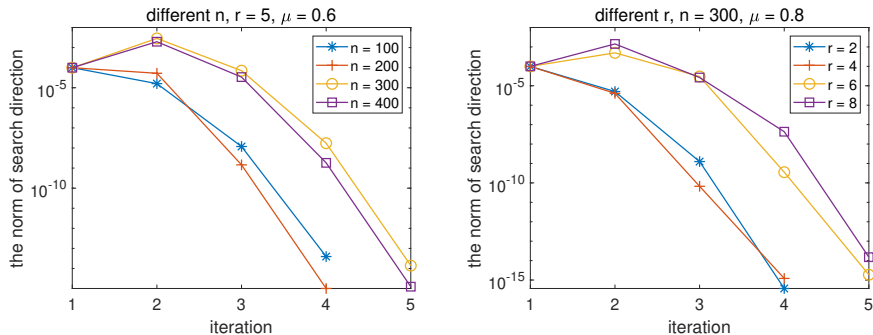 different n, r = 5, μ = 0.6
the norm of search direction
10^-5
10^-10
n = 100
n = 200
n = 300
n = 400
1 2 3 4 5
iteration
different r, n = 300, μ = 0.8
the norm of search direction
10^-5
10^-10
10^-15
r = 2
r = 4
r = 6
r = 8
1 2 3 4 5
iteration